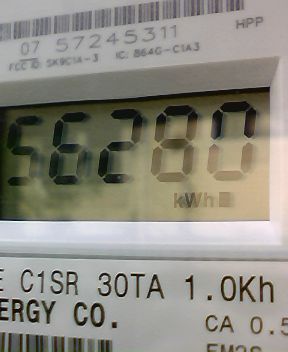 HPP
07 57245311
FCC ID: SK9C1A-3 IC: 864G-C1A3
56280
kWh
E C1SR 30TA 1.0Kh
ERGY CO.
CA 0.5